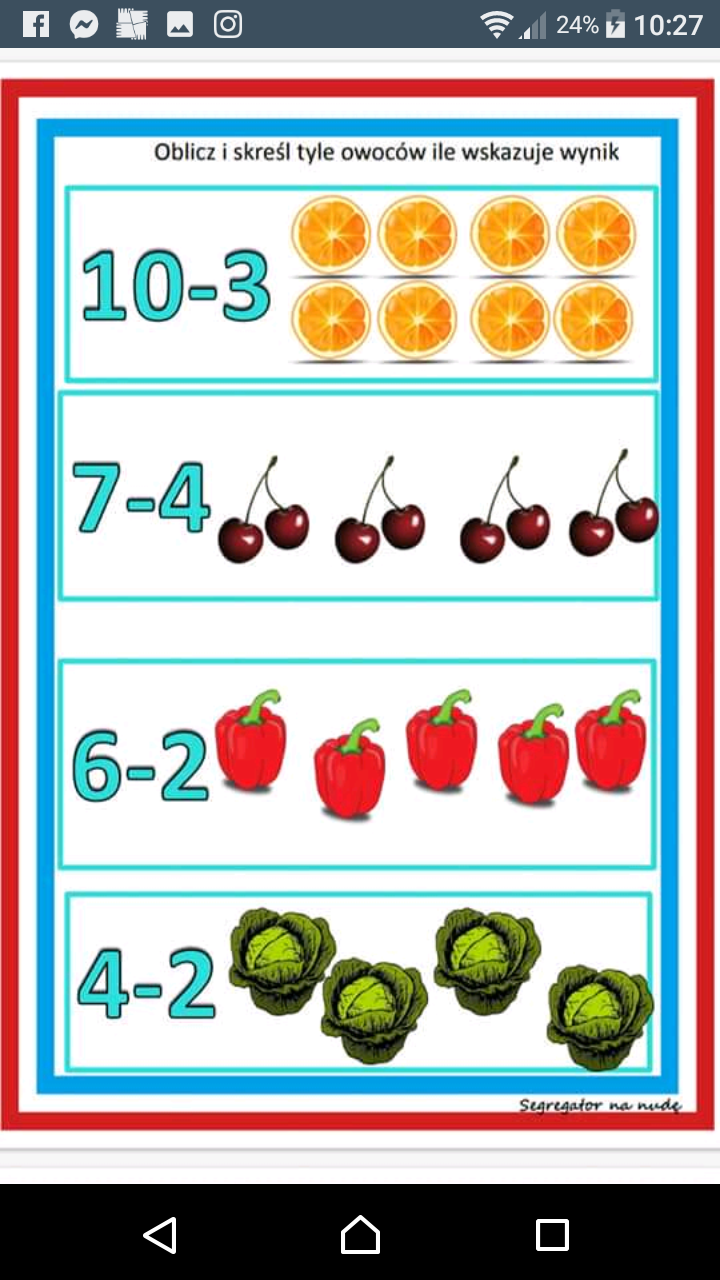 24% 10:27
Oblicz i skreśl tyle owoców ile wskazuje wynik
10-3
7-4
6-2
4-2
Segregator na nudę